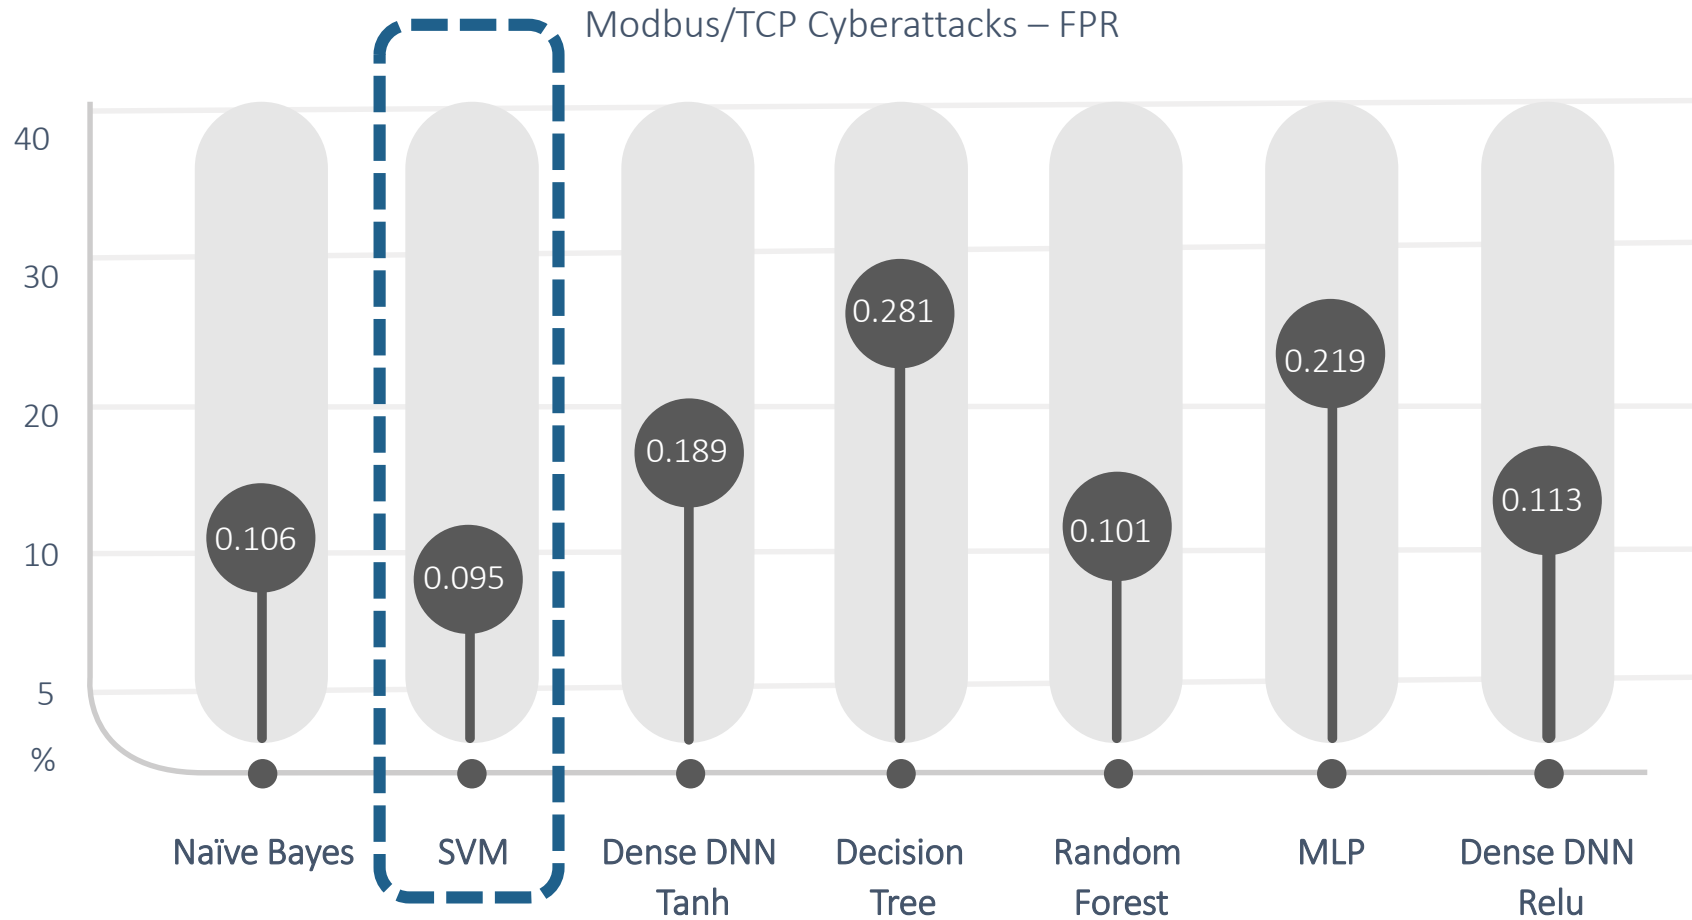 Modbus/TCP Cyberattacks – FPR
40
30
20
10
5
%
0.106
0.095
0.189
0.281
0.101
0.219
0.113
Naïve Bayes
SVM
Dense DNN
Tanh
Decision
Tree
Random
Forest
MLP
Dense DNN
Relu